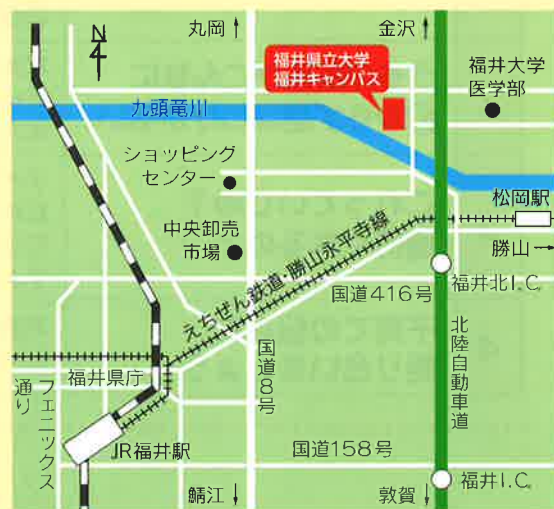 N
丸岡↑
金沢↑
福井県立大学
福井キャンパス
福井大学
医学部
九頭竜川
ショッピング
センター
松岡駅
中央卸売
市場
勝山→
えちぜん鉄道・勝山永平寺線
国道416号
福井北I.C.
国道8号
北陸自動車道
福井県庁
フェニックス
通り
JR福井駅
国道158号
福井I.C.
鯖江↓
敦賀↓